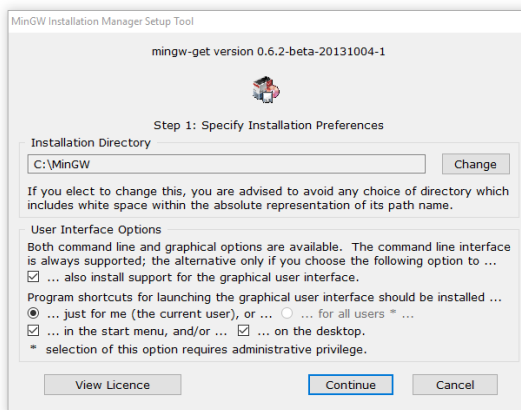 MinGW Installation Manager Setup Tool
mingw-get version 0.6.2-beta-20131004-1
Step 1: Specify Installation Preferences
Installation Directory
C:\MinGW
Change
If you elect to change this, you are advised to avoid any choice of directory which
includes white space within the absolute representation of its path name.
User Interface Options
Both command line and graphical options are available. The command line interface
is always supported; the alternative only if you choose the following option to ...
... also install support for the graphical user interface.
Program shortcuts for launching the graphical user interface should be installed ...
... just for me (the current user), or ... ... for all users * ...
... in the start menu, and/or ... ... on the desktop.
* selection of this option requires administrative privilege.
View Licence Continue Cancel